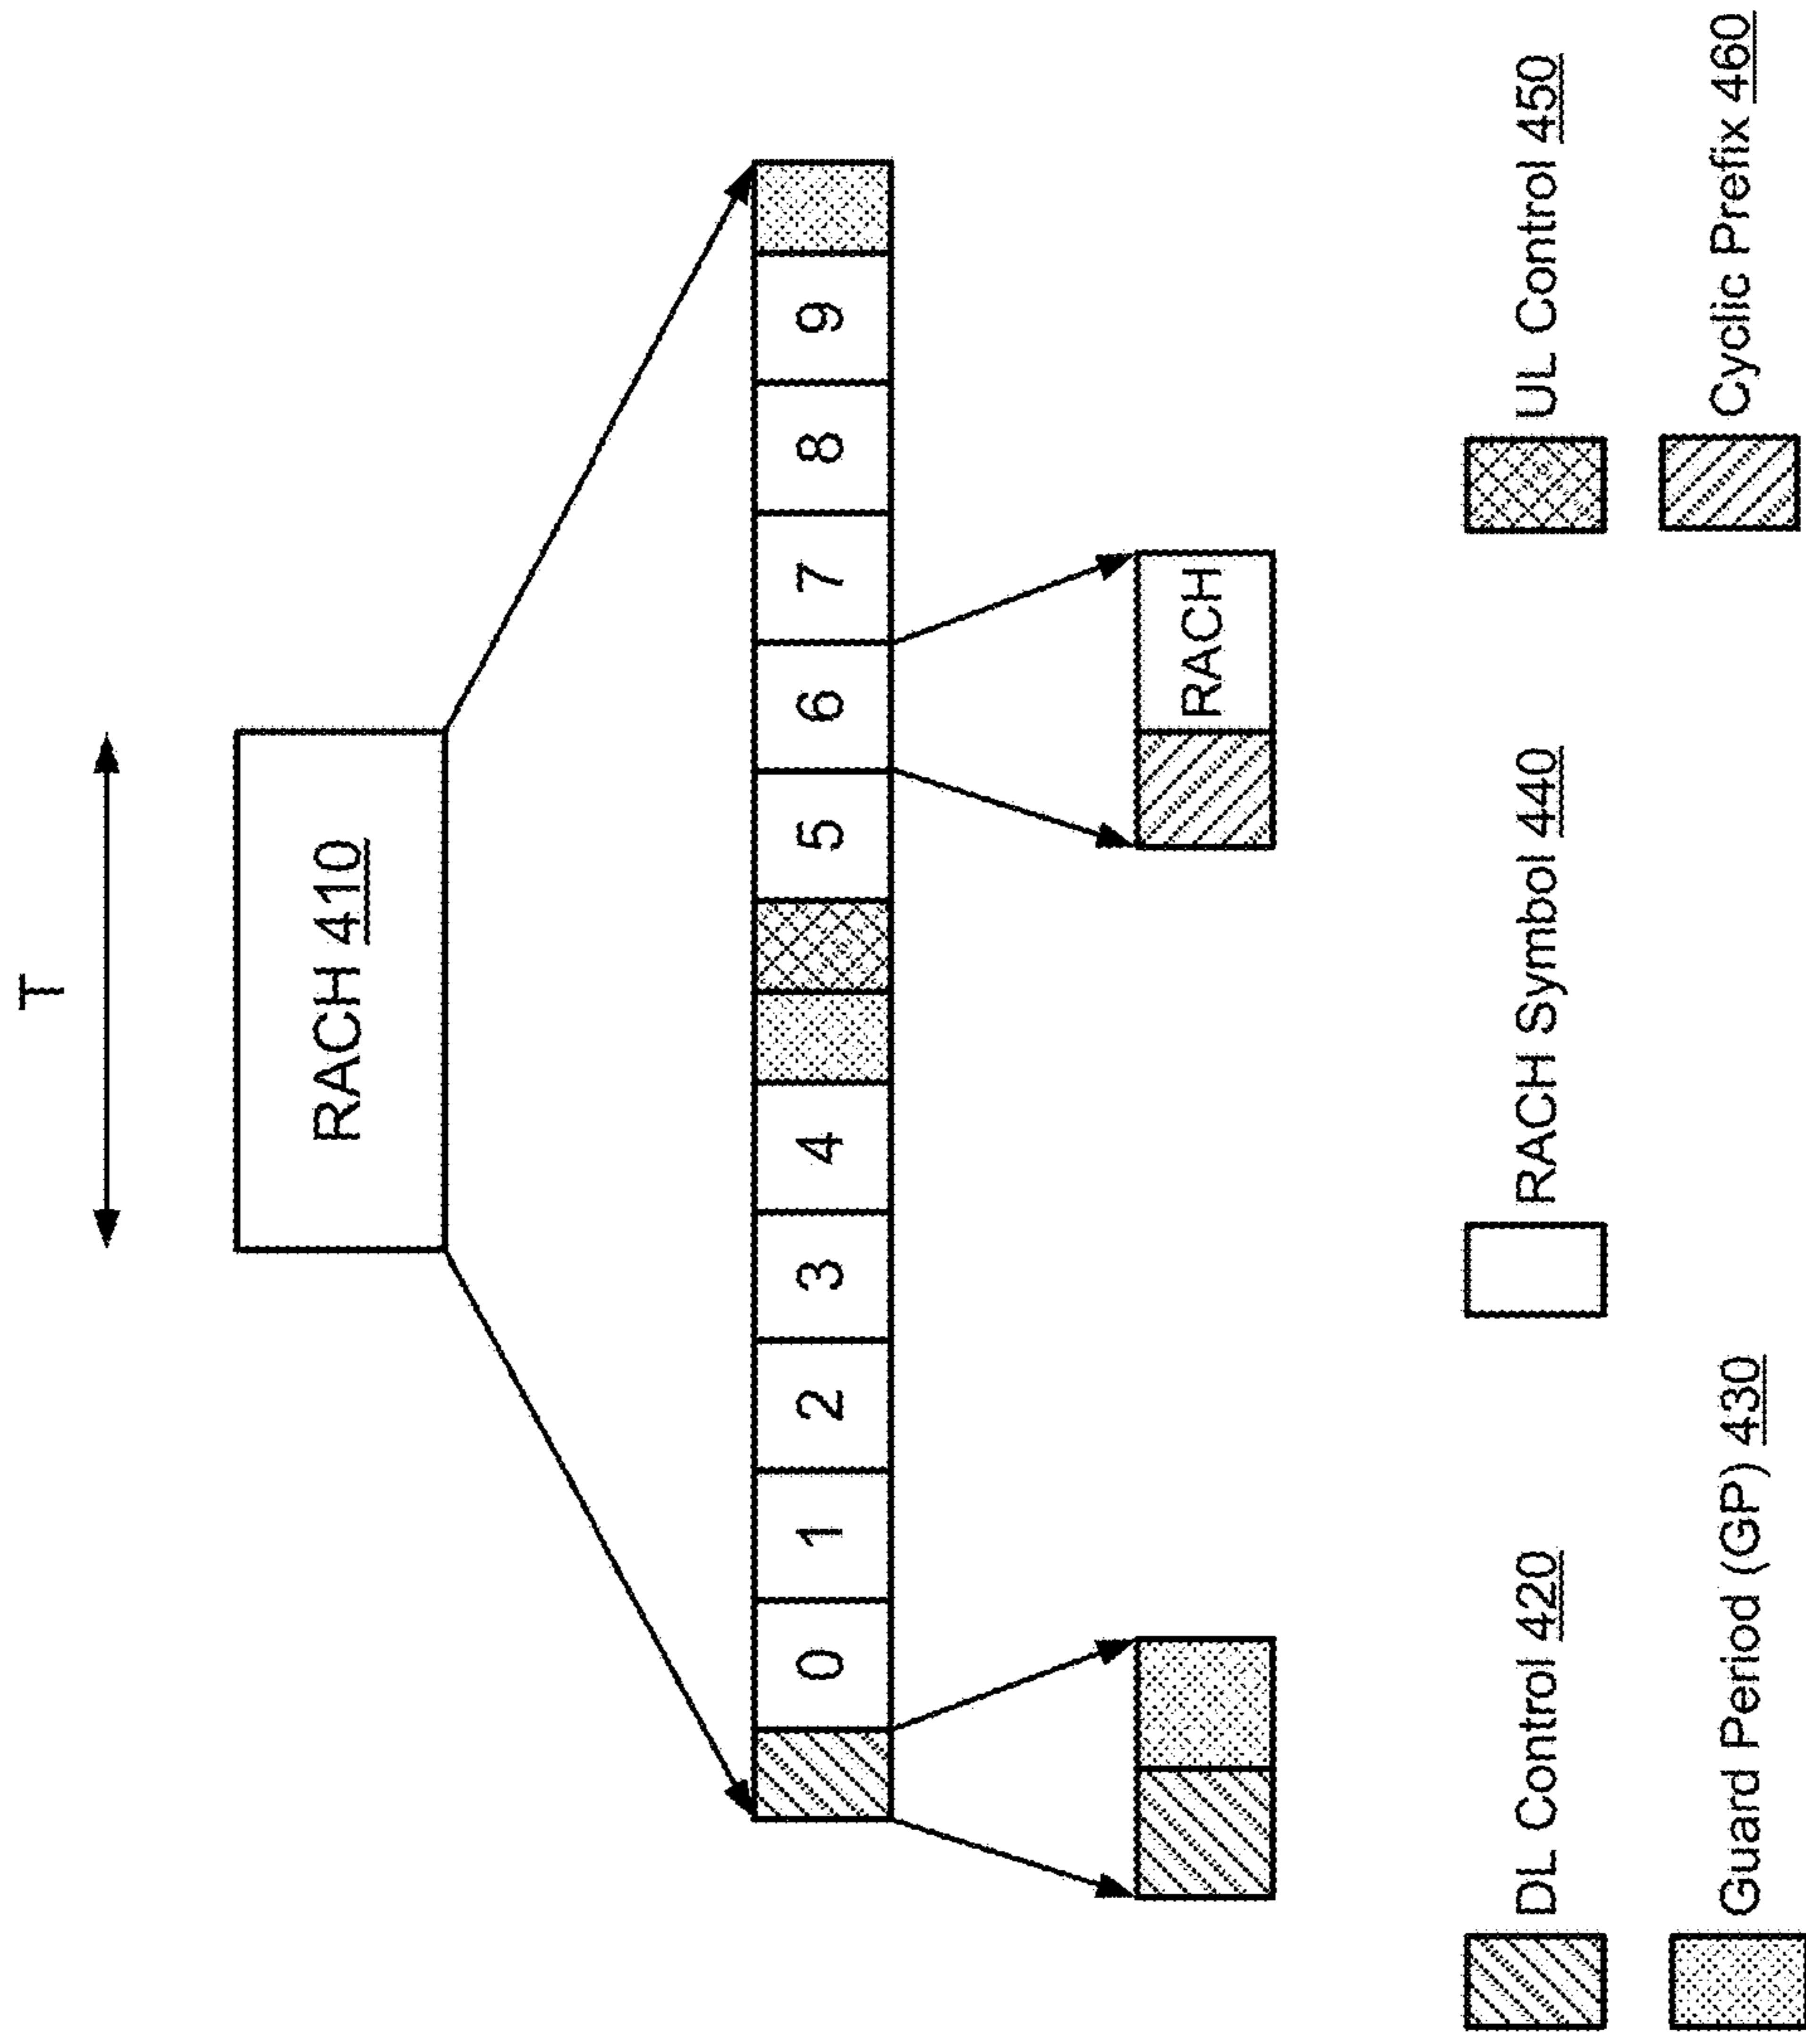 T
RACH 410
0 1 2 3 4 5 6 7 8 9
RACH
DL Control 420
RACH Symbol 440
UL Control 450
Guard Period (GP) 430
Cyclic Prefix 460